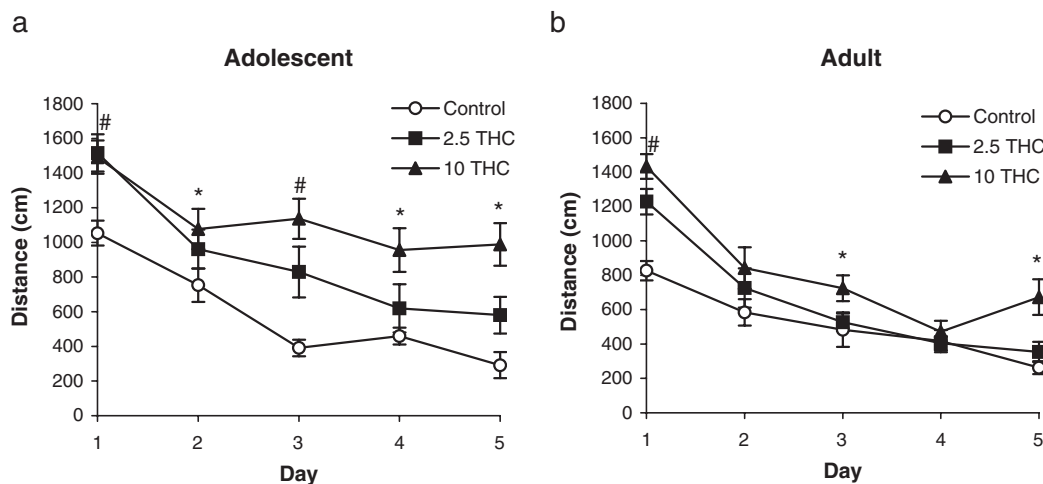 a
Adolescent
1800
1600
1400
1200
1000
800
600
400
200
0
Distance (cm)
#
*
#
*
*
Control
2.5 THC
10 THC
1
2
3
4
5
Day
b
Adult
1800
1600
1400
1200
1000
800
600
400
200
0
Distance (cm)
#
*
*
Control
2.5 THC
10 THC
1
2
3
4
5
Day